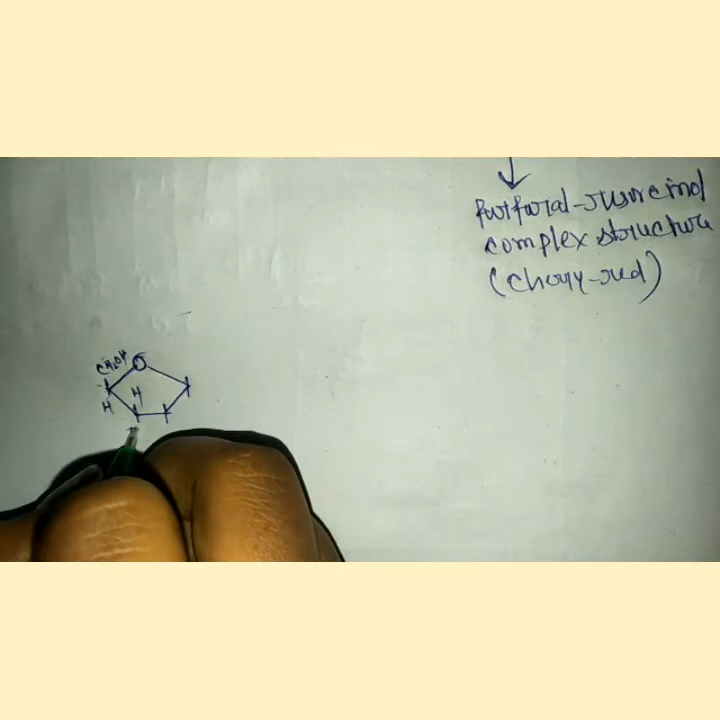 furfural-resorcinol
complex structure
(cherry-red)
CH₂OH O
H
H